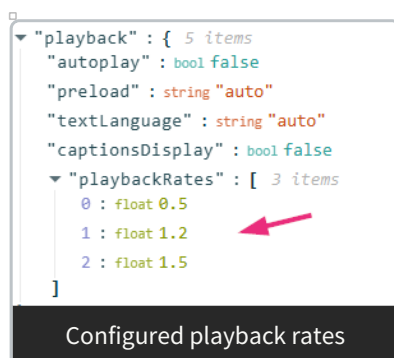 "playback" : { 5 items
"autoplay" : bool false
"preload" : string "auto"
"textLanguage" : string "auto"
"captionsDisplay" : bool false
"playbackRates" : [ 3 items
0 : float 0.5
1 : float 1.2
2 : float 1.5
]
Configured playback rates